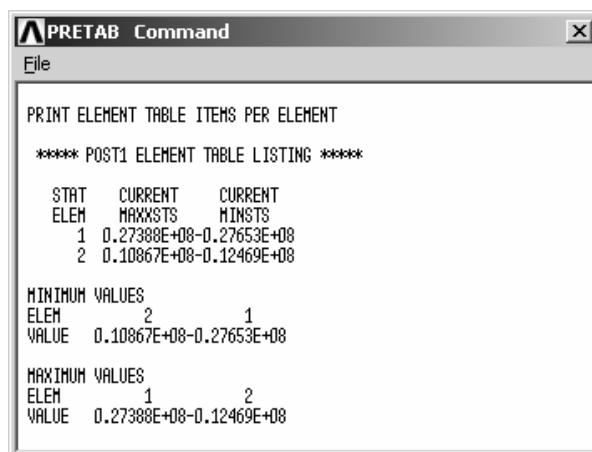 PRETAB Command
File
PRINT ELEMENT TABLE ITEMS PER ELEMENT
***** POST1 ELEMENT TABLE LISTING *****
STAT CURRENT CURRENT
ELEM MAXXSTS MINSTS
1 0.27388E+08-0.27653E+08
2 0.10867E+08-0.12469E+08
MINIMUM VALUES
ELEM 2 1
VALUE 0.10867E+08-0.27653E+08
MAXIMUM VALUES
ELEM 1 2
VALUE 0.27388E+08-0.12469E+08